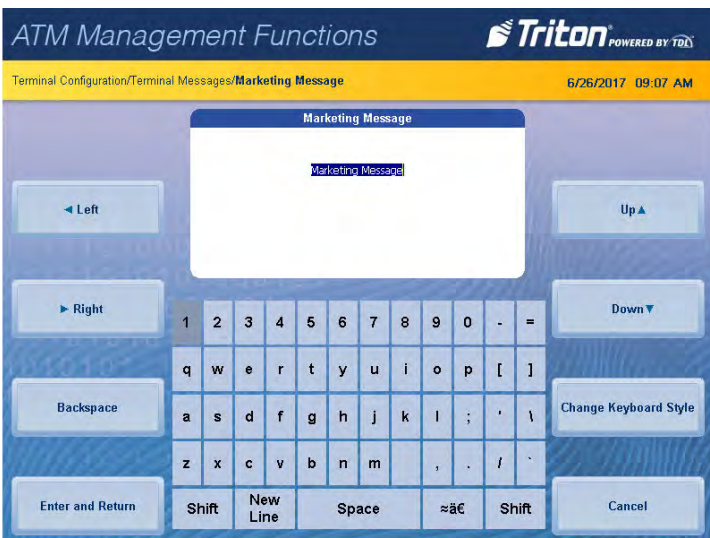 ATM Management Functions
Triton POWERED BY TDL
Terminal Configuration/Terminal Messages/Marketing Message
6/26/2017 09:07 AM
Marketing Message
Marketing Message
◄ Left
Up▲
► Right
Down▼
1 2 3 4 5 6 7 8 9 0 - =
q w e r t y u i o p [ ]
Backspace
a s d f g h j k l ; ' \
Change Keyboard Style
z x c v b n m , . / `
Enter and Return
Shift
New
Line
Space
≈ä€
Shift
Cancel